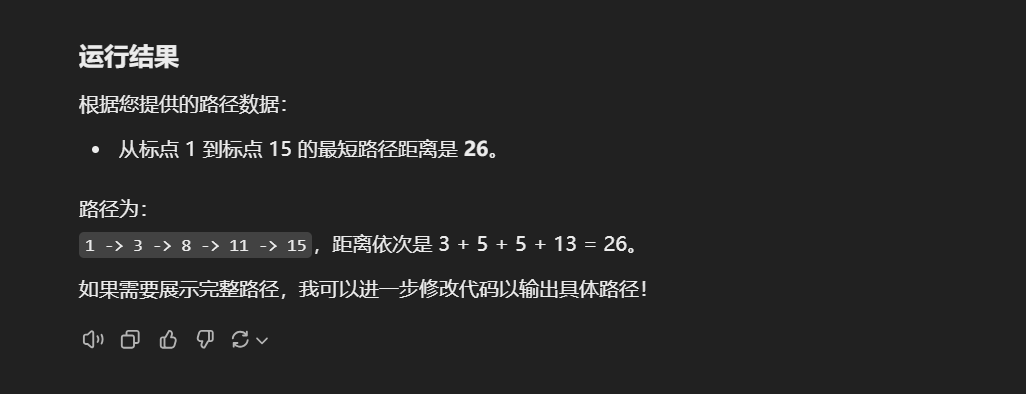 运行结果
根据您提供的路径数据：
• 从标点 1 到标点 15 的最短路径距离是 26。
路径为：
1 -> 3 -> 8 -> 11 -> 15，距离依次是 3 + 5 + 5 + 13 = 26。
如果需要展示完整路径，我可以进一步修改代码以输出具体路径！